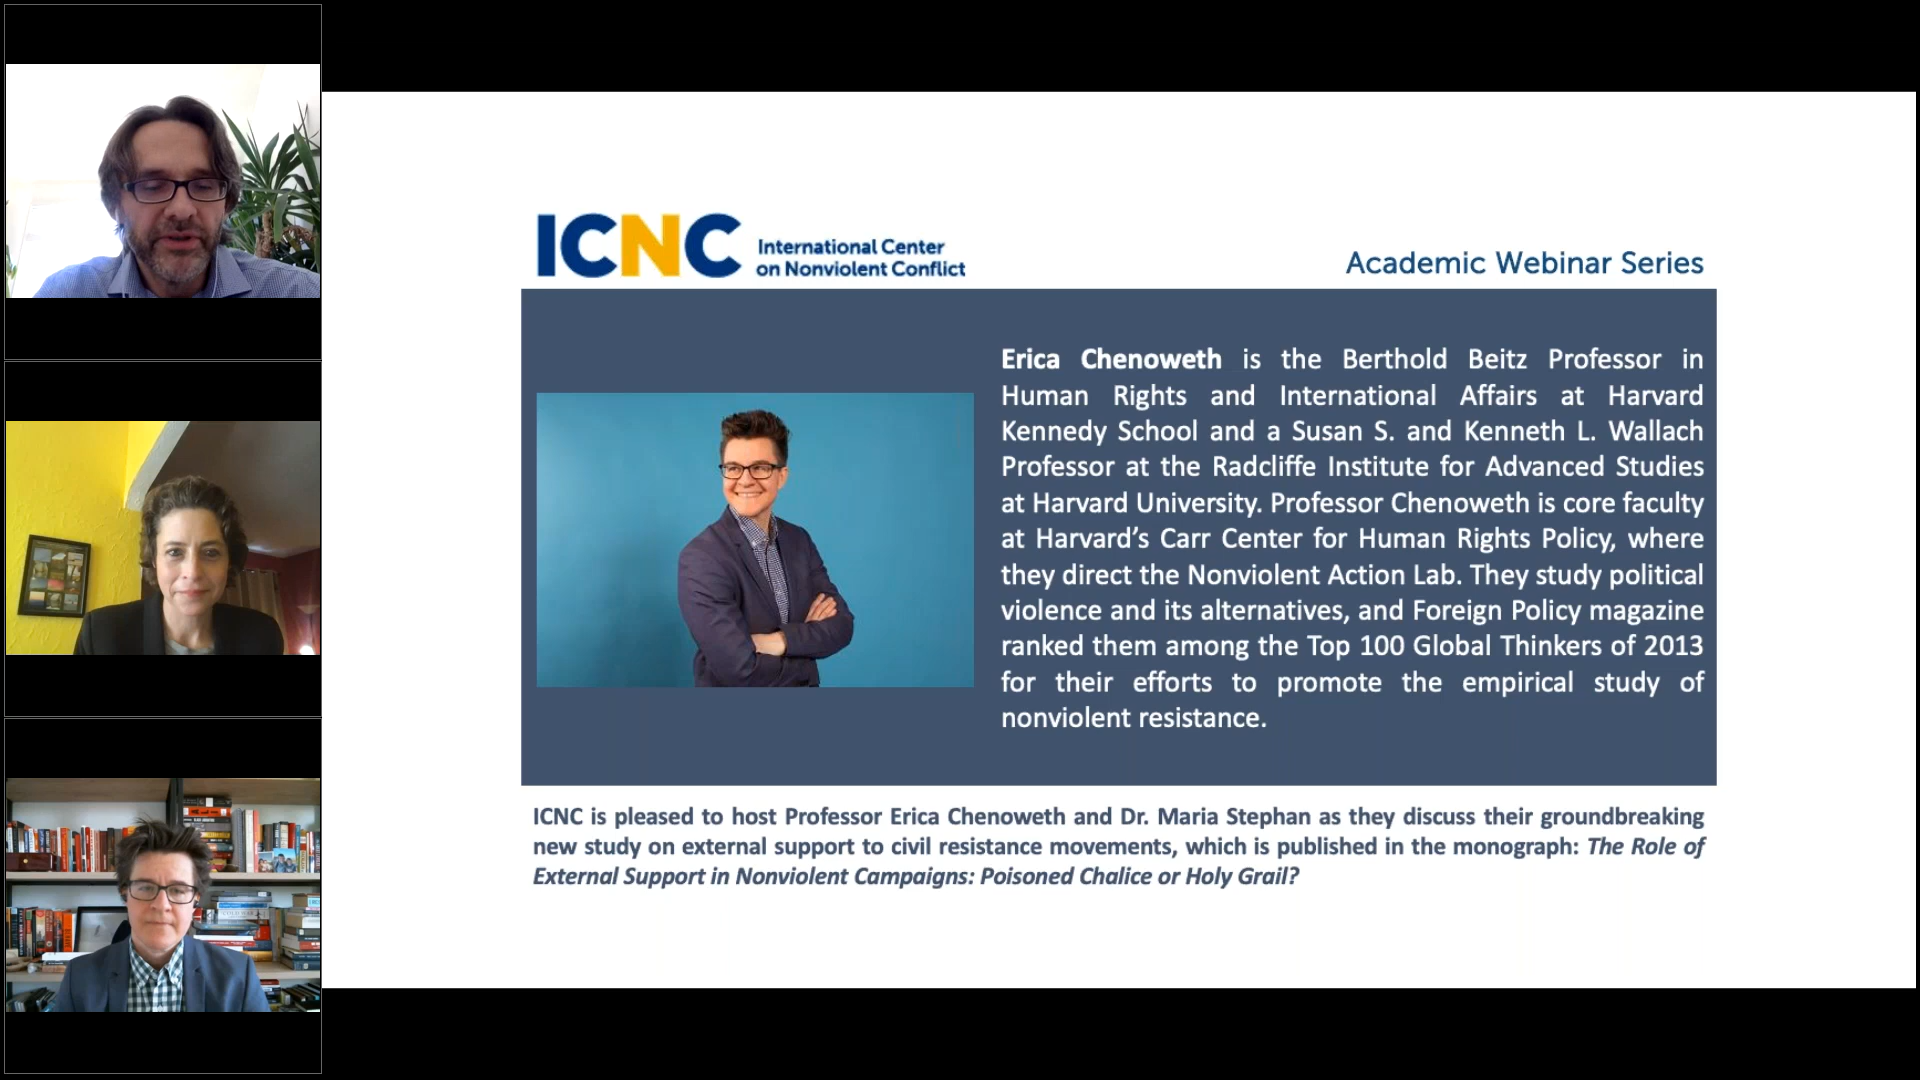 ICNC International Center
on Nonviolent Conflict
Academic Webinar Series
Erica Chenoweth is the Berthold Beitz Professor in
Human Rights and International Affairs at Harvard
Kennedy School and a Susan S. and Kenneth L. Wallach
Professor at the Radcliffe Institute for Advanced Studies
at Harvard University. Professor Chenoweth is core faculty
at Harvard’s Carr Center for Human Rights Policy, where
they direct the Nonviolent Action Lab. They study political
violence and its alternatives, and Foreign Policy magazine
ranked them among the Top 100 Global Thinkers of 2013
for their efforts to promote the empirical study of
nonviolent resistance.
ICNC is pleased to host Professor Erica Chenoweth and Dr. Maria Stephan as they discuss their groundbreaking
new study on external support to civil resistance movements, which is published in the monograph: The Role of
External Support in Nonviolent Campaigns: Poisoned Chalice or Holy Grail?